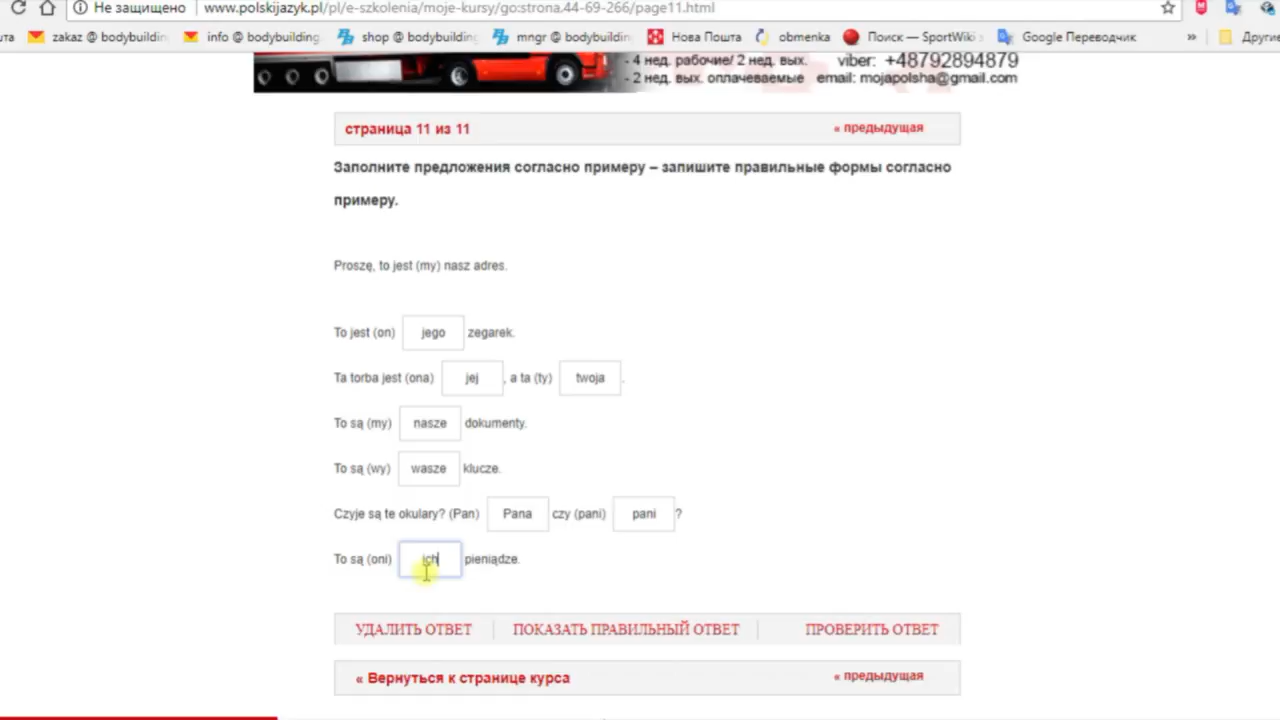 Не защищено www.polskijazyk.pl/pl/e-szkolenia/moje-kursy/go:strona,44-69-266/page11.html
та zakaz @ bodybuildin info @ bodybuilding shop @ bodybuilding mngr @ bodybuildin Нова Пошта obmenka Поиск — SportWiki Google Переводчик » Другие
- 4 нед. рабочие/ 2 нед. вых. viber: +48792894879
- 2 нед. вых. оплачеваемые email: mojapolsha@gmail.com
страница 11 из 11 « предыдущая
Заполните предложения согласно примеру – запишите правильные формы согласно
примеру.
Proszę, to jest (my) nasz adres.
To jest (on) jego zegarek.
Ta torba jest (ona) jej , a ta (ty) twoja .
To są (my) nasze dokumenty.
To są (wy) wasze klucze.
Czyje są te okulary? (Pan) Pana czy (pani) pani ?
To są (oni) ich pieniądze.
УДАЛИТЬ ОТВЕТ ПОКАЗАТЬ ПРАВИЛЬНЫЙ ОТВЕТ ПРОВЕРИТЬ ОТВЕТ
« Вернуться к странице курса « предыдущая